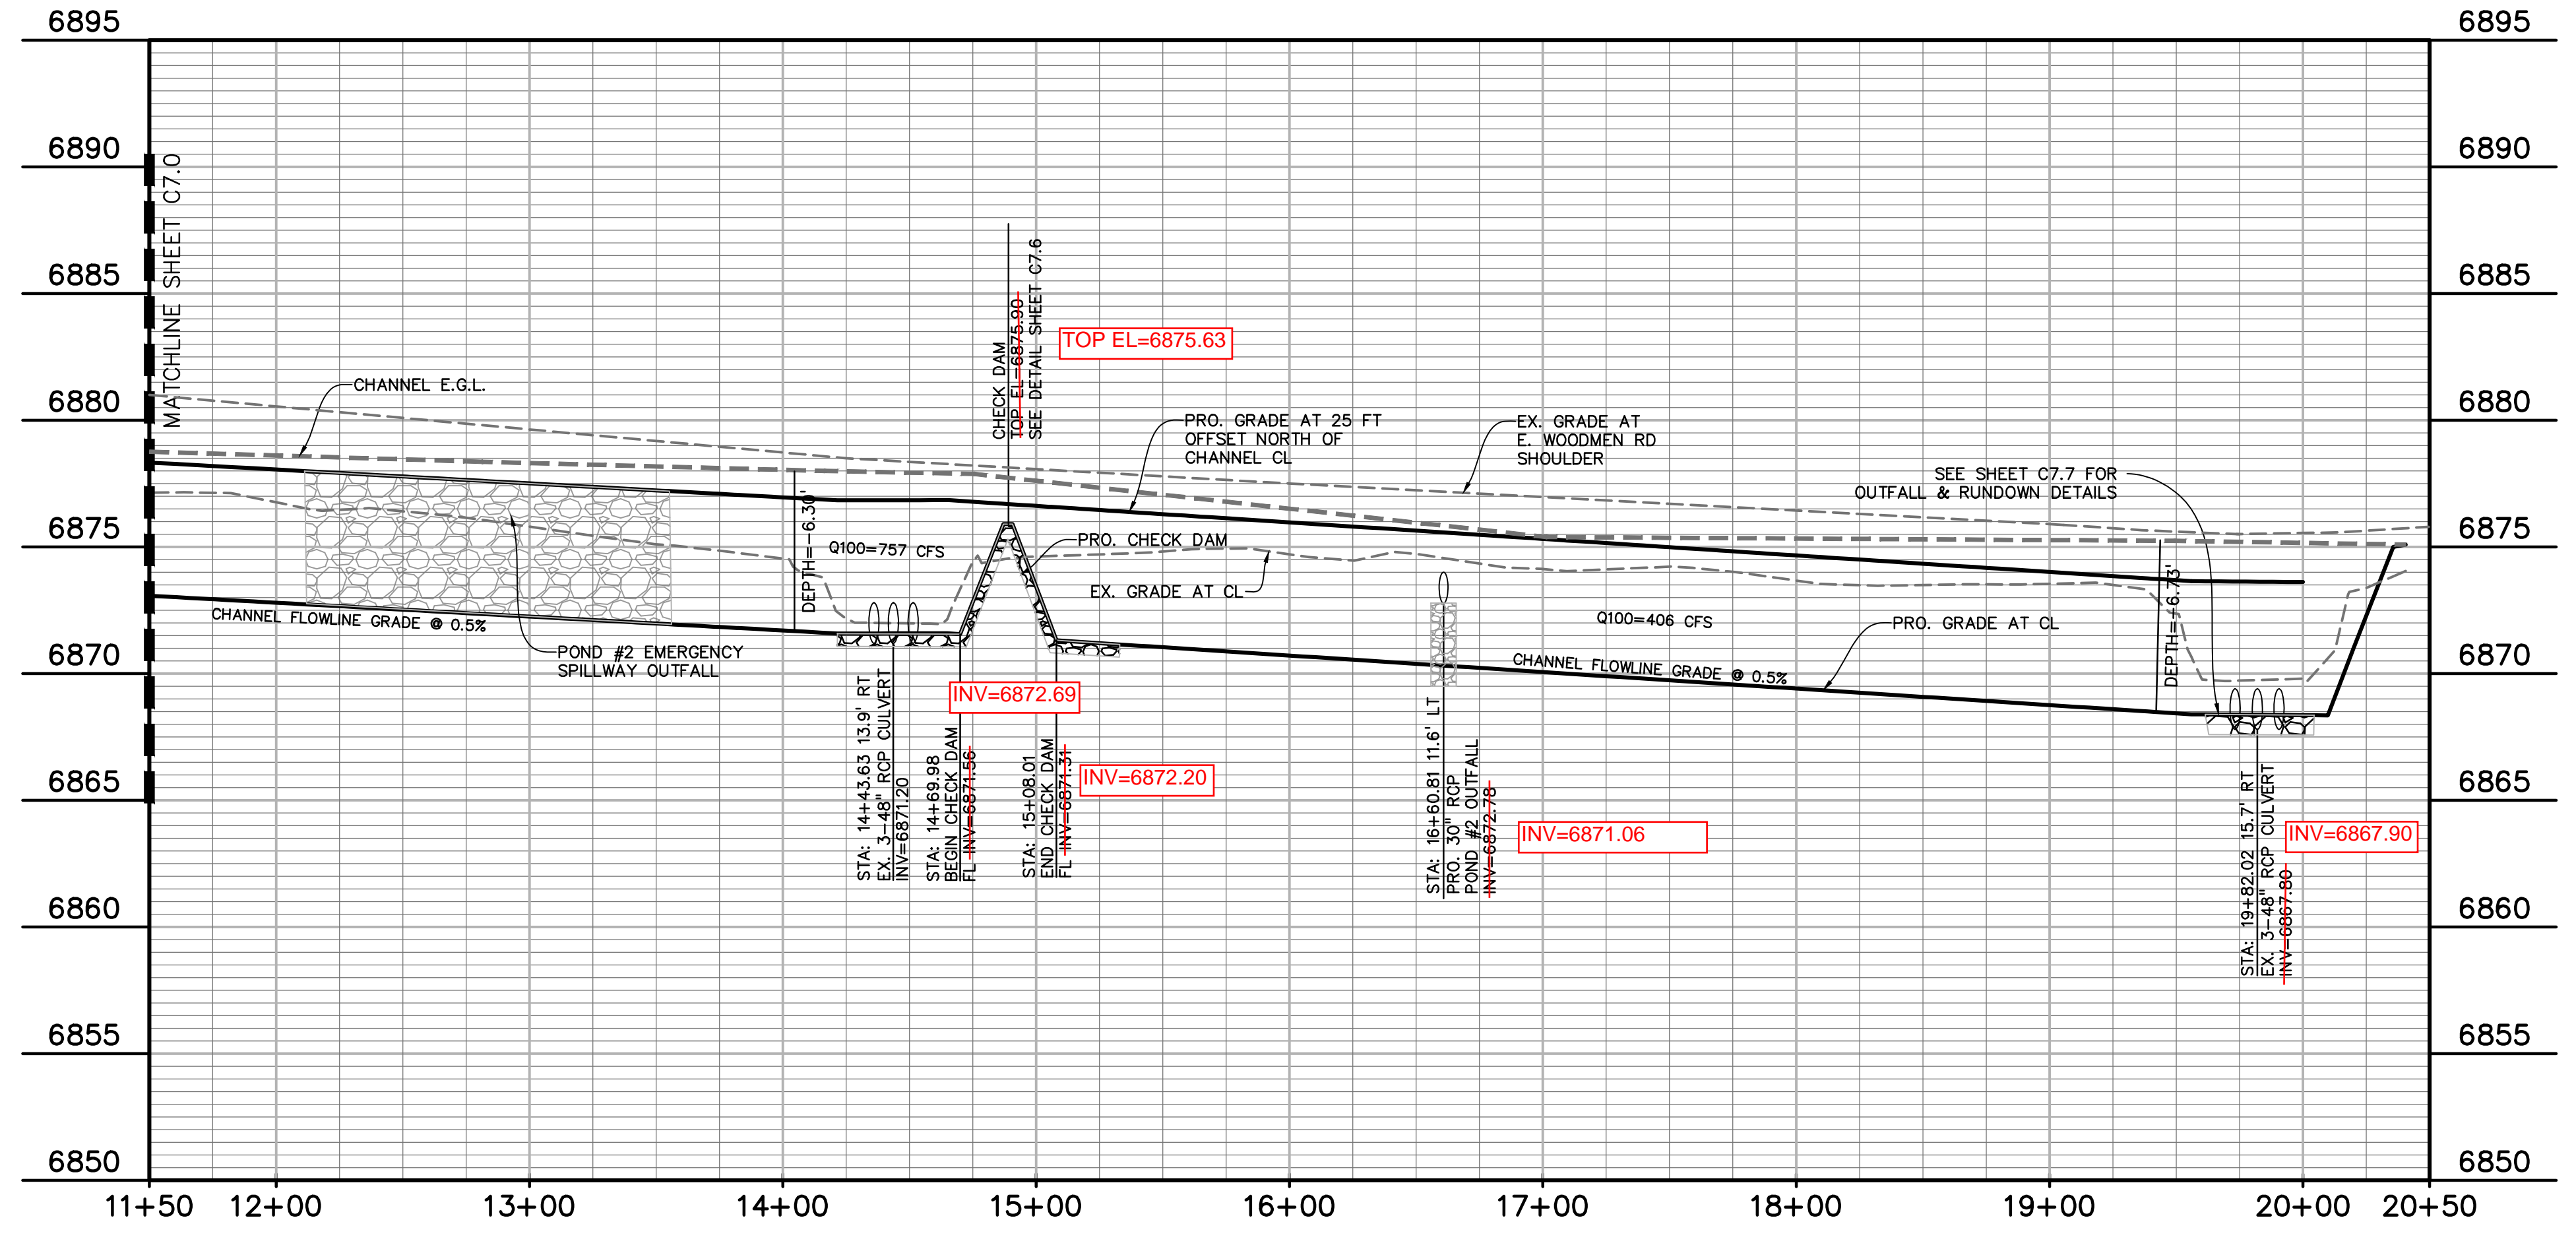 6895
6895
6890
6890
6885
6885
6880
6880
6875
6875
6870
6870
6865
6865
6860
6860
6855
6855
6850
6850
MATCHLINE SHEET C7.0
CHANNEL E.G.L.
CHECK DAM
TOP EL=6875.90
SEE DETAIL SHEET C7.6
TOP EL=6875.63
PRO. GRADE AT 25 FT
OFFSET NORTH OF
CHANNEL CL
EX. GRADE AT
E. WOODMEN RD
SHOULDER
SEE SHEET C7.7 FOR
OUTFALL & RUNDOWN DETAILS
DEPTH=-6.30'
Q100=757 CFS
PRO. CHECK DAM
EX. GRADE AT CL
DEPTH=-6.73'
Q100=406 CFS
PRO. GRADE AT CL
CHANNEL FLOWLINE GRADE @ 0.5%
CHANNEL FLOWLINE GRADE @ 0.5%
POND #2 EMERGENCY
SPILLWAY OUTFALL
STA: 14+43.63 13.9' RT
EX. 3-48" RCP CULVERT
INV=6871.20
INV=6872.69
STA: 14+69.98
BEGIN CHECK DAM
FL INV=6871.56
STA: 15+08.01
END CHECK DAM
FL INV=6871.31
INV=6872.20
STA: 16+60.81 11.6' LT
PRO. 30" RCP
POND #2 OUTFALL
INV=6872.78
INV=6871.06
STA: 19+82.02 15.7' RT
EX. 3-48" RCP CULVERT
INV=6867.80
INV=6867.90
11+50
12+00
13+00
14+00
15+00
16+00
17+00
18+00
19+00
20+00
20+50